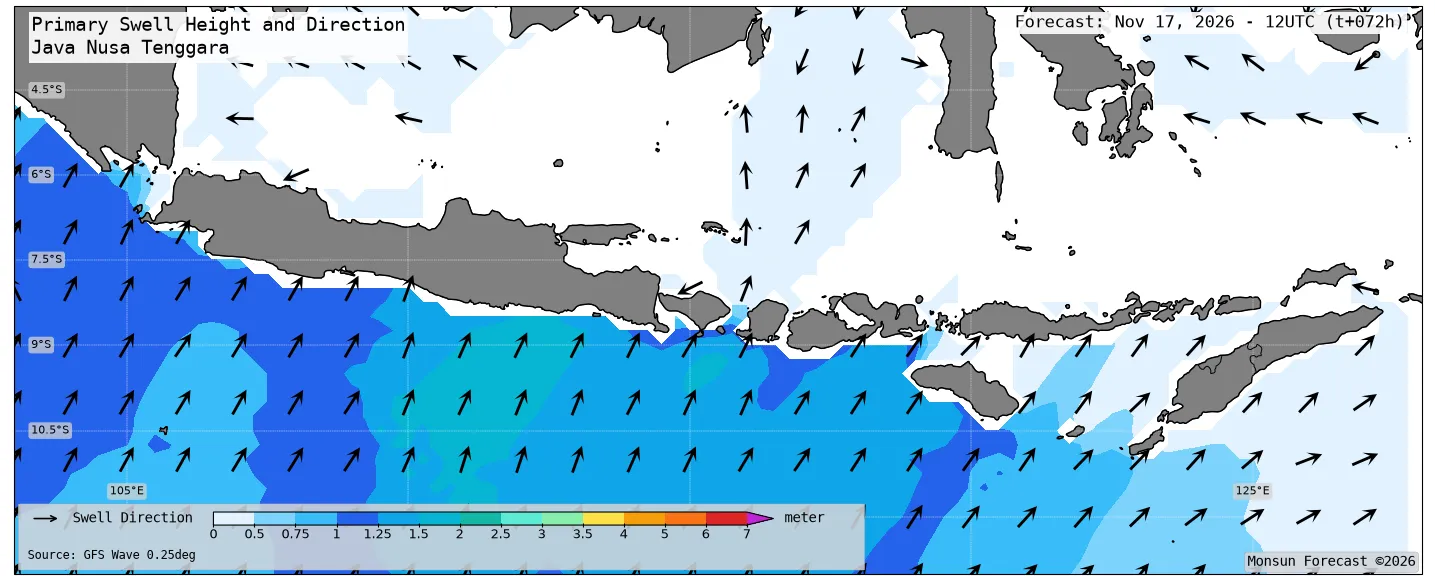 Primary Swell Height and Direction
Java Nusa Tenggara
Forecast: Nov 17, 2026 - 12UTC (t+072h)
4.5°S
6°S
7.5°S
9°S
10.5°S
105°E
125°E
Swell Direction
0 0.5 0.75 1 1.25 1.5 2 2.5 3 3.5 4 5 6 7
meter
Source: GFS Wave 0.25deg
Monsun Forecast ©2026